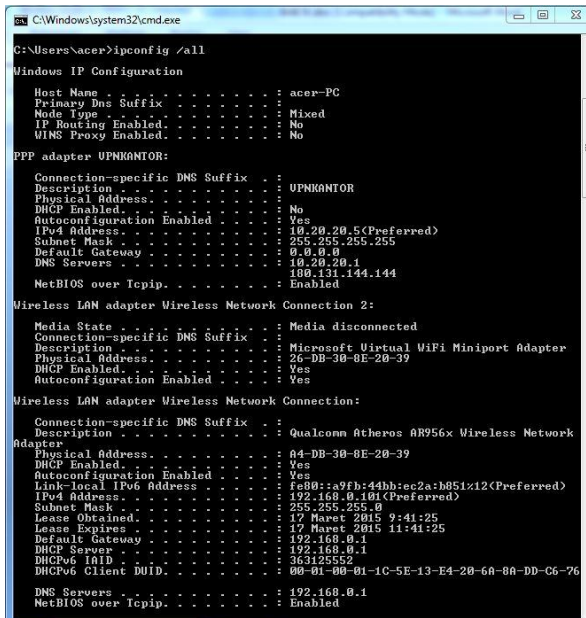 C:\Windows\system32\cmd.exe
C:\Users\acer>ipconfig /all
Windows IP Configuration
Host Name . . . . . . . . . . . . : acer-PC
Primary Dns Suffix . . . . . . . :
Node Type . . . . . . . . . . . . : Mixed
IP Routing Enabled. . . . . . . . : No
WINS Proxy Enabled. . . . . . . . : No
PPP adapter VPNKANTOR:
Connection-specific DNS Suffix . :
Description . . . . . . . . . . . : VPNKANTOR
Physical Address. . . . . . . . . :
DHCP Enabled. . . . . . . . . . . : No
Autoconfiguration Enabled . . . . : Yes
IPv4 Address. . . . . . . . . . . : 10.20.20.5(Preferred)
Subnet Mask . . . . . . . . . . . : 255.255.255.255
Default Gateway . . . . . . . . . : 0.0.0.0
DNS Servers . . . . . . . . . . . : 10.20.20.1
180.131.144.144
NetBIOS over Tcpip. . . . . . . . : Enabled
Wireless LAN adapter Wireless Network Connection 2:
Media State . . . . . . . . . . . : Media disconnected
Connection-specific DNS Suffix . :
Description . . . . . . . . . . . : Microsoft Virtual WiFi Miniport Adapter
Physical Address. . . . . . . . . : 26-DB-30-8E-20-39
DHCP Enabled. . . . . . . . . . . : Yes
Autoconfiguration Enabled . . . . : Yes
Wireless LAN adapter Wireless Network Connection:
Connection-specific DNS Suffix . :
Description . . . . . . . . . . . : Qualcomm Atheros AR956x Wireless Network
Adapter
Physical Address. . . . . . . . . : A4-DB-30-8E-20-39
DHCP Enabled. . . . . . . . . . . : Yes
Autoconfiguration Enabled . . . . : Yes
Link-local IPv6 Address . . . . . : fe80::a9fb:44bb:ec2a:b851%12(Preferred)
IPv4 Address. . . . . . . . . . . : 192.168.0.101(Preferred)
Subnet Mask . . . . . . . . . . . : 255.255.255.0
Lease Obtained. . . . . . . . . . : 17 Maret 2015 9:41:25
Lease Expires . . . . . . . . . . : 17 Maret 2015 11:41:25
Default Gateway . . . . . . . . . : 192.168.0.1
DHCP Server . . . . . . . . . . . : 192.168.0.1
DHCPv6 IAID . . . . . . . . . . . : 363125552
DHCPv6 Client DUID. . . . . . . . : 00-01-00-01-1C-5E-13-E4-20-6A-8A-DD-C6-76
DNS Servers . . . . . . . . . . . : 192.168.0.1
NetBIOS over Tcpip. . . . . . . . : Enabled